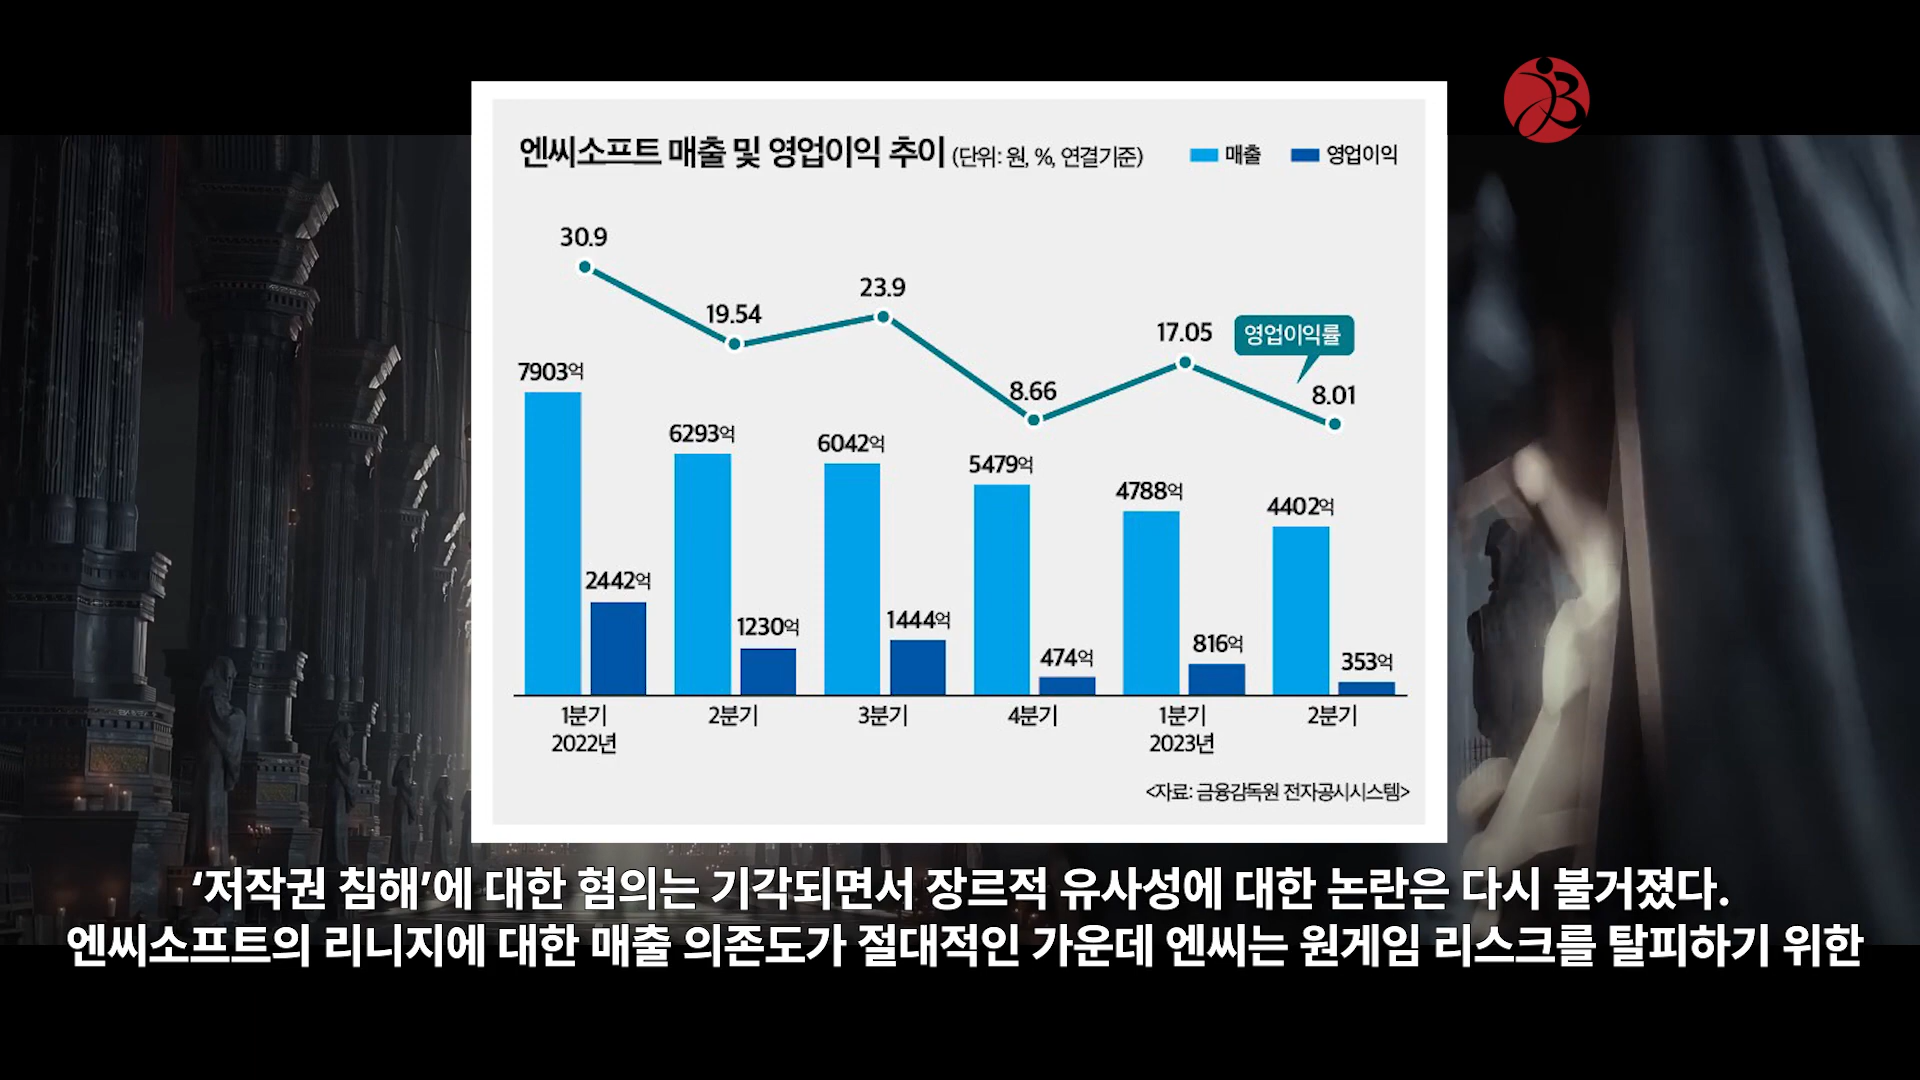 엔씨소프트 매출 및 영업이익 추이 (단위: 원, %, 연결기준)
매출
영업이익
30.9
19.54
23.9
8.66
17.05
8.01
영업이익률
7903억
6293억
6042억
5479억
4788억
4402억
2442억
1230억
1444억
474억
816억
353억
1분기
2분기
3분기
4분기
1분기
2분기
2022년
2023년
<자료: 금융감독원 전자공시시스템>
‘저작권 침해’에 대한 혐의는 기각되면서 장르적 유사성에 대한 논란은 다시 불거졌다.
엔씨소프트의 리니지에 대한 매출 의존도가 절대적인 가운데 엔씨는 원게임 리스크를 탈피하기 위한